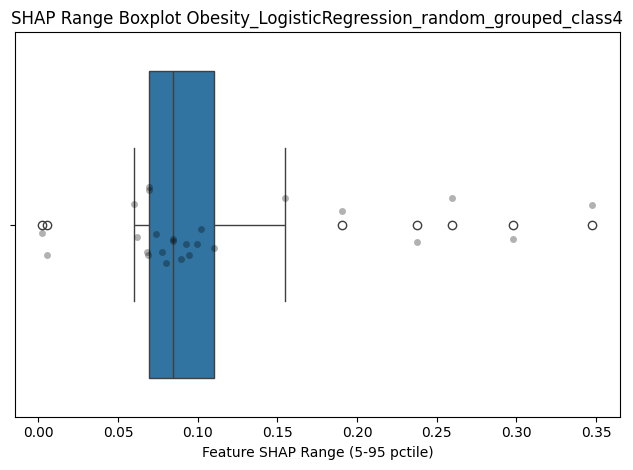 SHAP Range Boxplot Obesity_LogisticRegression_random_grouped_class4
0.00 0.05 0.10 0.15 0.20 0.25 0.30 0.35
Feature SHAP Range (5-95 pctile)